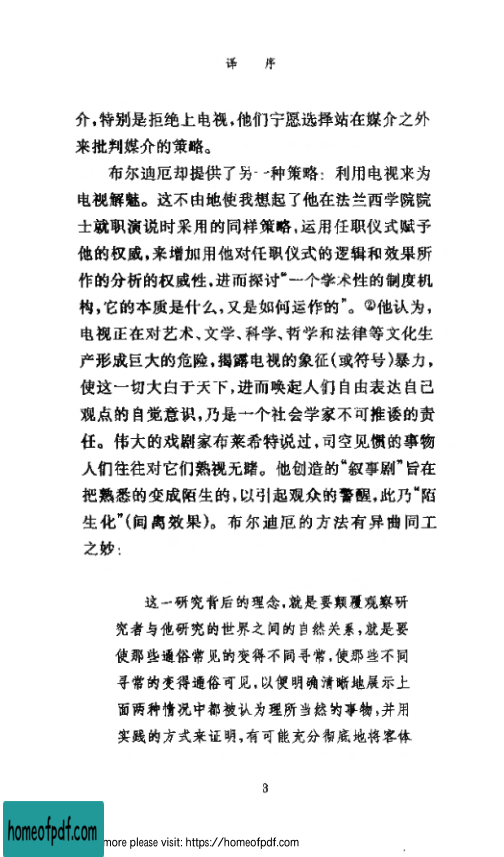 译 序
介,特别是拒绝上电视,他们宁愿选择站在媒介之外
来批判媒介的策略。
布尔迪厄却提供了另一种策略：利用电视来为
电视解魅。这不由地使我想起了他在法兰西学院院
士就职演说时采用的同样策略,运用任职仪式赋予
他的权威,来增加用他对任职仪式的逻辑和效果所
作的分析的权威性,进而探讨“一个学术性的制度机
构,它的本质是什么,又是如何运作的”。②他认为,
电视正在对艺术、文学、科学、哲学和法律等文化生
产形成巨大的危险,揭露电视的象征(或符号)暴力,
使这一切大白于天下,进而唤起人们自由表达自己
观点的自觉意识,乃是一个社会学家不可推诿的责
任。伟大的戏剧家布莱希特说过,司空见惯的事物
人们往往对它们熟视无睹。他创造的“叙事剧”旨在
把熟悉的变成陌生的,以引起观众的警醒,此乃“陌
生化”(间离效果)。布尔迪厄的方法有异曲同工
之妙：
这一研究背后的理念,就是要颠覆观察研
究者与他研究的世界之间的自然关系,就是要
使那些通俗常见的变得不同寻常,使那些不同
寻常的变得通俗可见,以便明确清晰地展示上
面两种情况中都被认为理所当然的事物,并用
实践的方式来证明,有可能充分彻底地将客体
3
homeofpdf.com
more please visit: https://homeofpdf.com